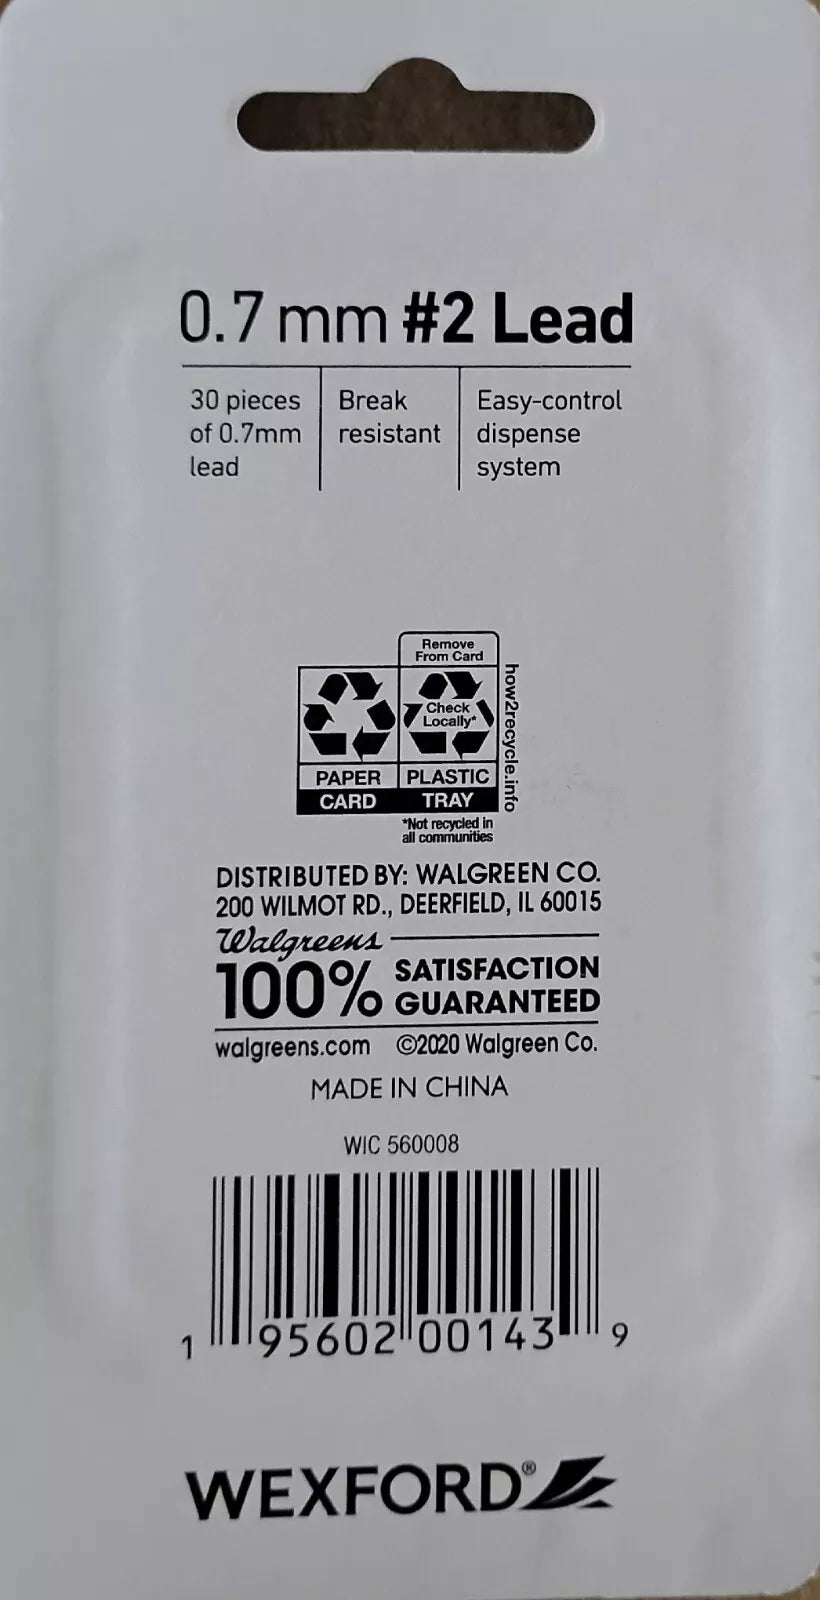 0.7 mm #2 Lead
30 pieces
of 0.7mm
lead
Break
resistant
Easy-control
dispense
system
Remove
From Card
Check
Locally*
PAPER
CARD
PLASTIC
TRAY
how2recycle.info
*Not recycled in
all communities
DISTRIBUTED BY: WALGREEN CO.
200 WILMOT RD., DEERFIELD, IL 60015
Walgreens
100% SATISFACTION
GUARANTEED
walgreens.com ©2020 Walgreen Co.
MADE IN CHINA
WIC 560008
1 95602 00143 9
WEXFORD®